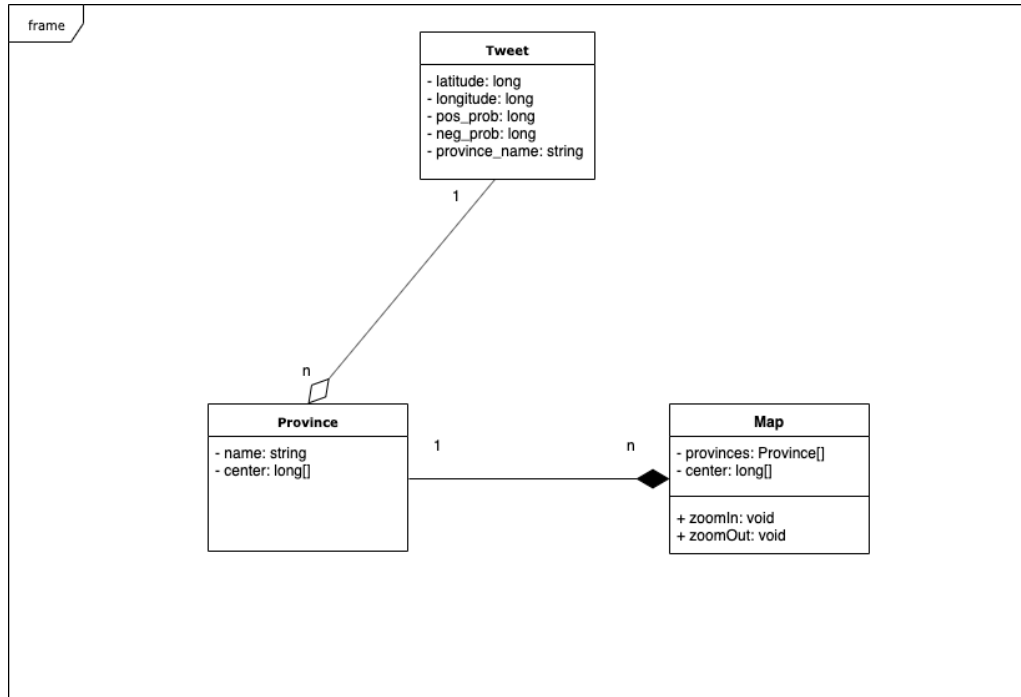 frame
Tweet
- latitude: long
- longitude: long
- pos_prob: long
- neg_prob: long
- province_name: string
1
n
Province
- name: string
- center: long[]
1
n
Map
- provinces: Province[]
- center: long[]
+ zoomIn: void
+ zoomOut: void